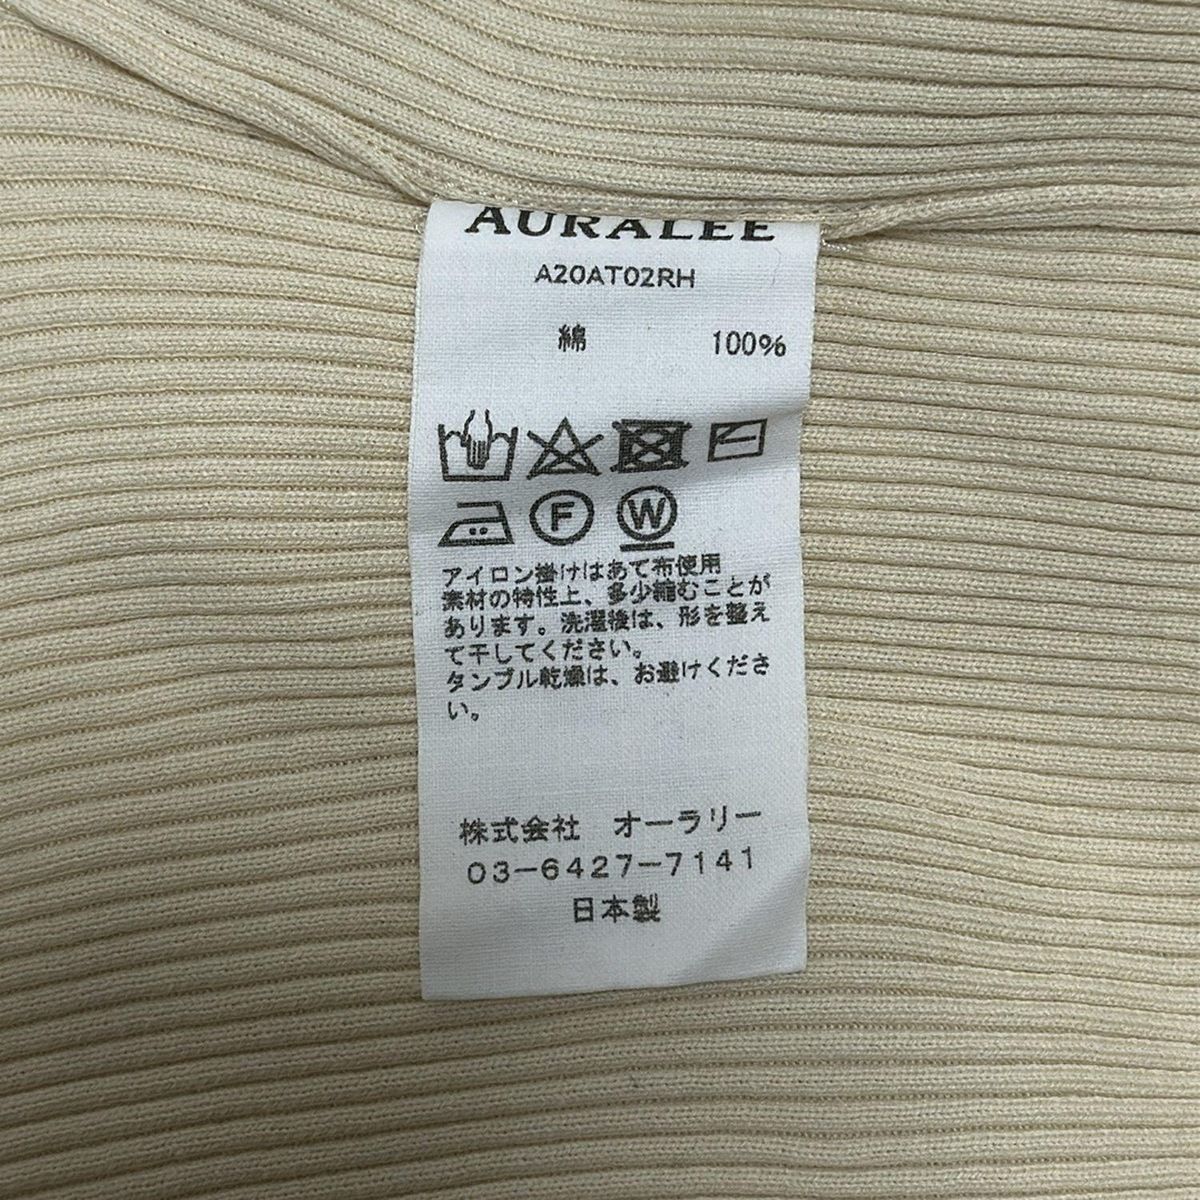 AURALEE
A20AT02RH
綿 100%
F W
アイロン掛けはあて布使用
素材の特性上、多少縮むことが
あります。洗濯後は、形を整え
て干してください。
タンブル乾燥は、お避けくださ
い。
株式会社 オーラリー
03-6427-7141
日本製